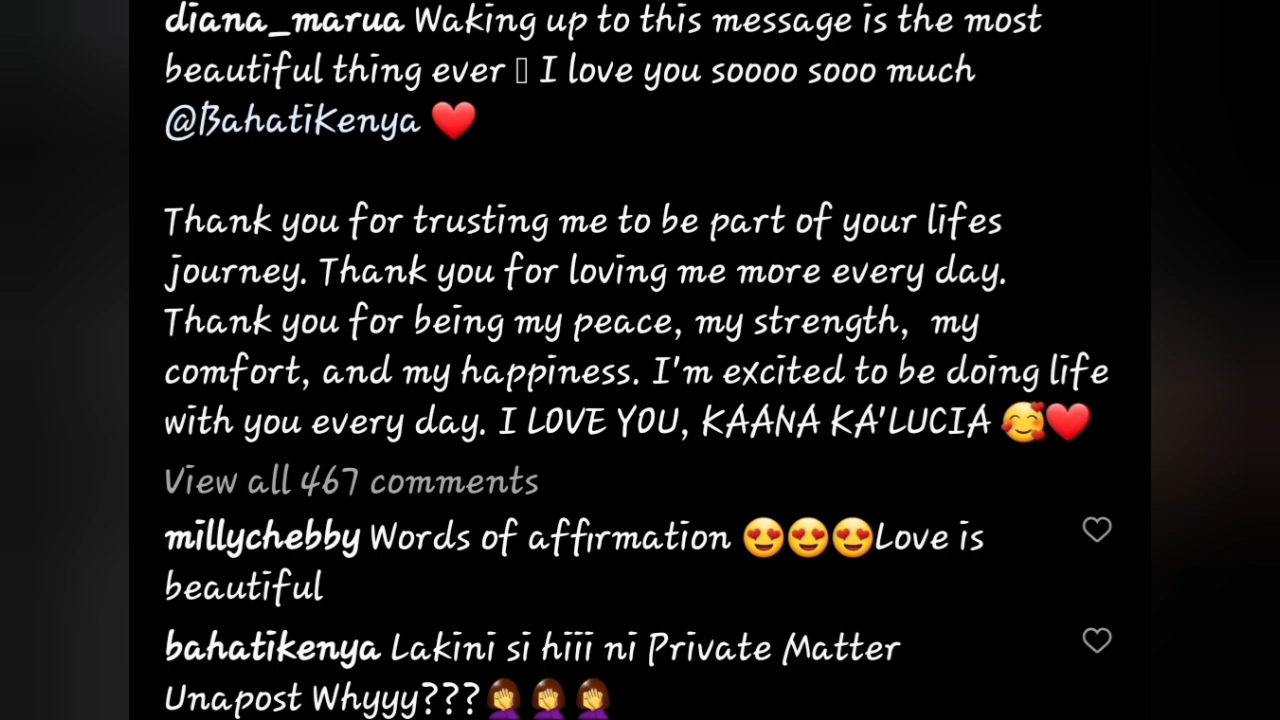 diana_marua Waking up to this message is the most
beautiful thing ever ▯ I love you soooo sooo much
@BahatiKenya ❤️
Thank you for trusting me to be part of your lifes
journey. Thank you for loving me more every day.
Thank you for being my peace, my strength, my
comfort, and my happiness. I'm excited to be doing life
with you every day. I LOVE YOU, KAANA KA'LUCIA 🥰❤️
View all 467 comments
millychebby Words of affirmation 😍😍😍Love is
beautiful
bahatikenya Lakini si hiii ni Private Matter
Unapost Whyyy???🤦‍♀️🤦‍♀️🤦‍♀️